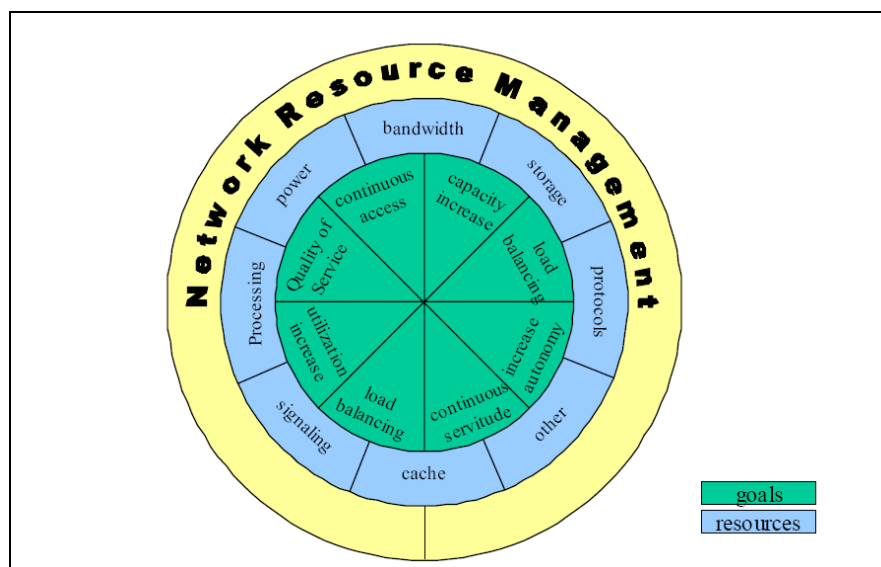 Network Resource Management
bandwidth
storage
protocols
other
cache
signaling
Processing
power
continuous
access
capacity
increase
load
balancing
increase
autonomy
continuous
servitude
load
balancing
utilization
increase
Quality of
Service
goals
resources